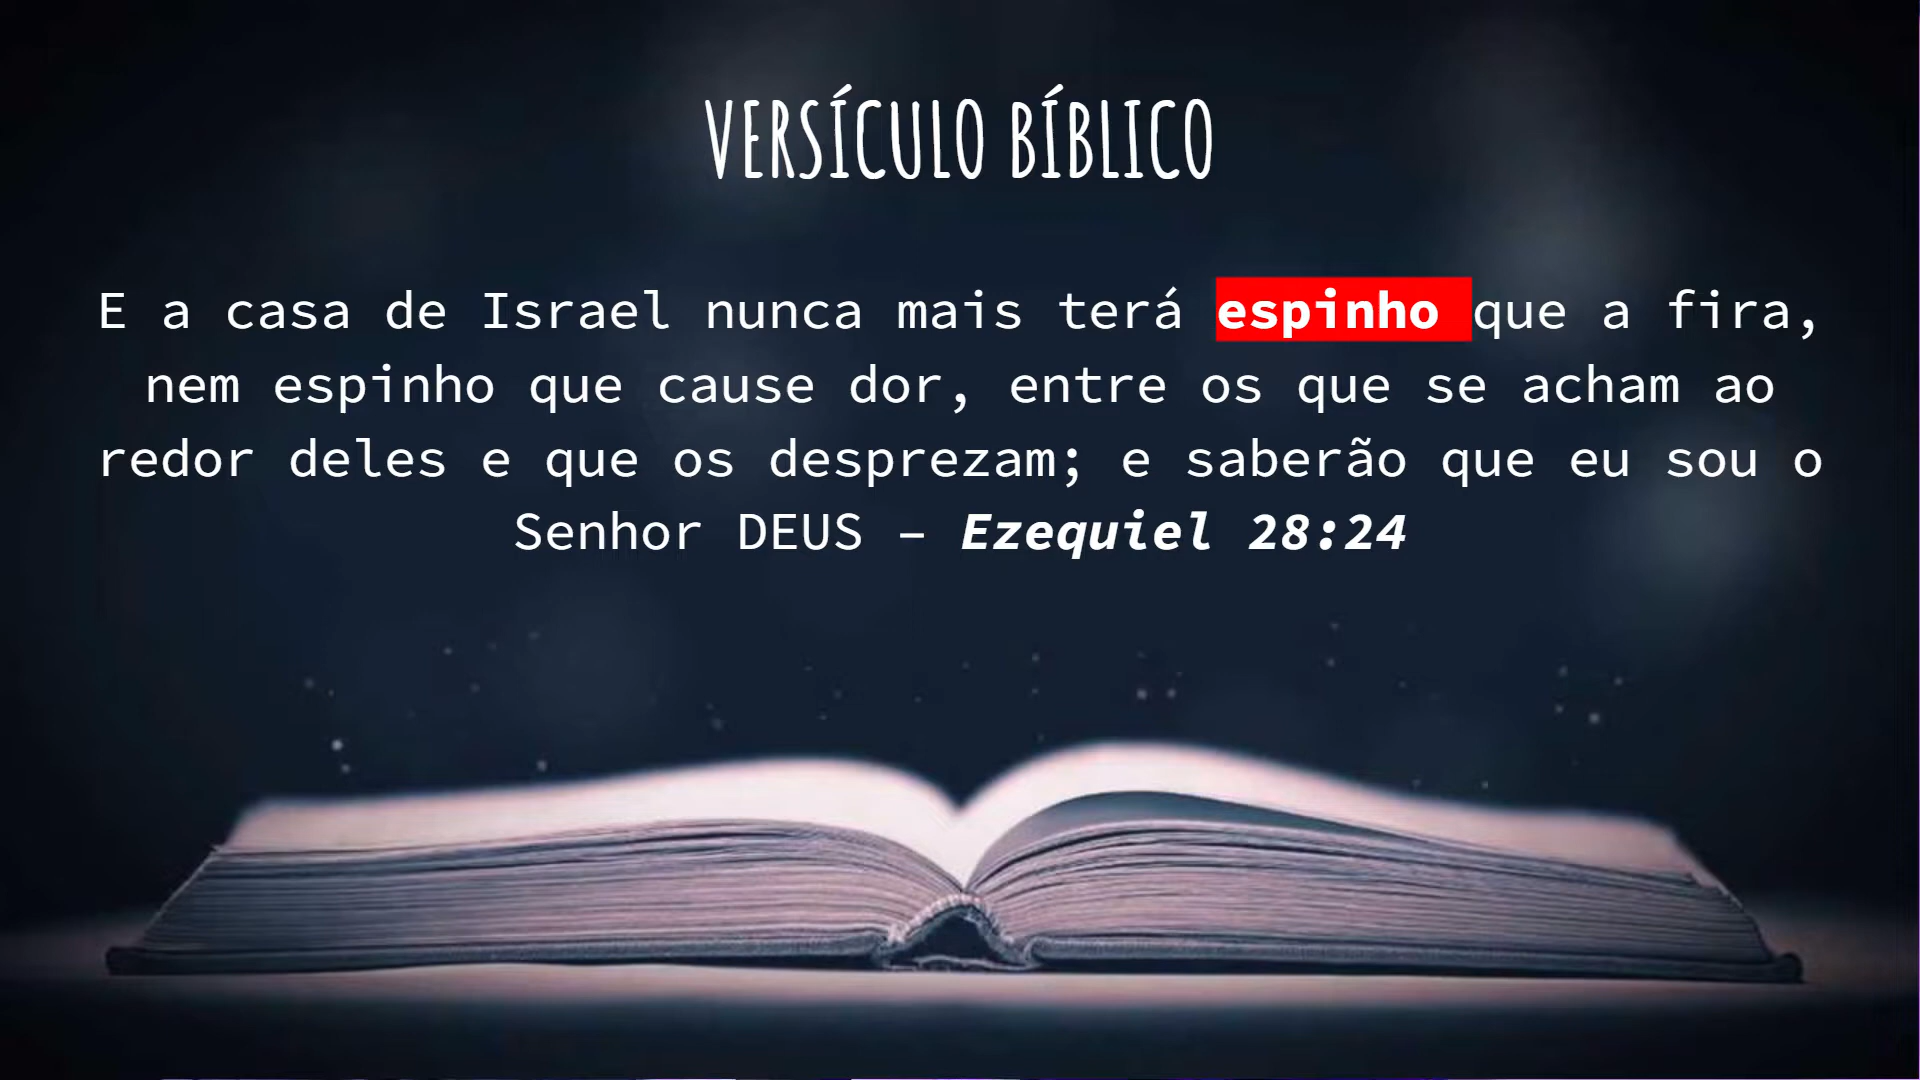 VERSÍCULO BÍBLICO
E a casa de Israel nunca mais terá espinho que a fira,
nem espinho que cause dor, entre os que se acham ao
redor deles e que os desprezam; e saberão que eu sou o
Senhor DEUS – Ezequiel 28:24